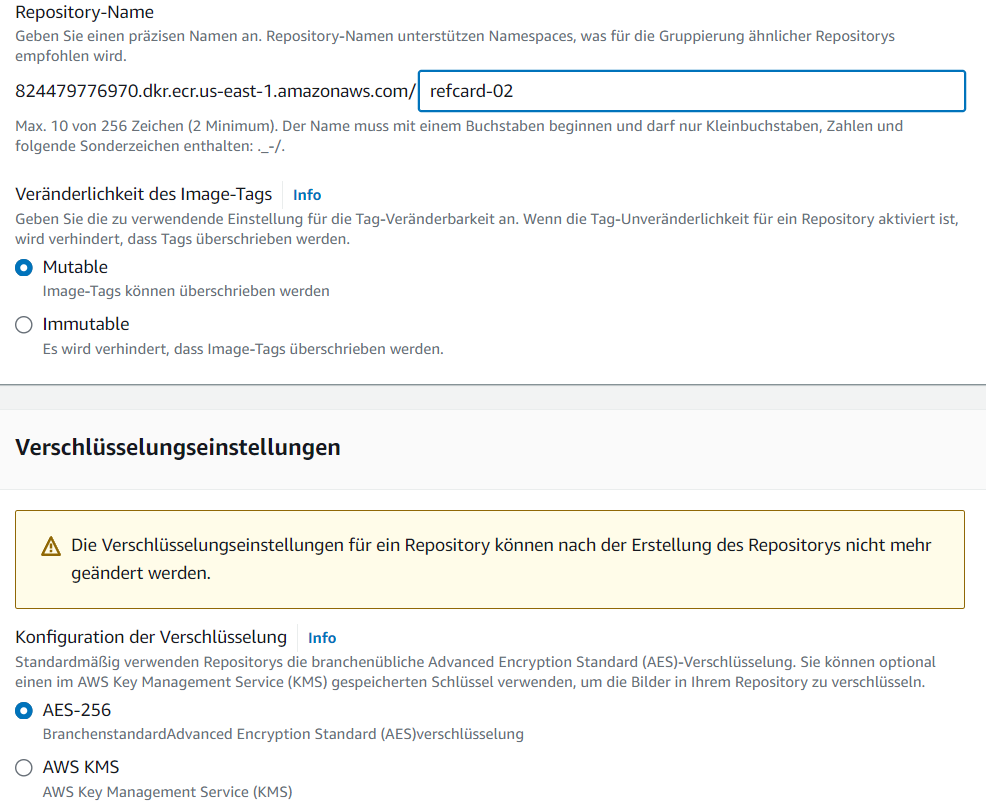 Repository-Name
Geben Sie einen präzisen Namen an. Repository-Namen unterstützen Namespaces, was für die Gruppierung ähnlicher Repositorys
empfohlen wird.
824479776970.dkr.ecr.us-east-1.amazonaws.com/ refcard-02
Max. 10 von 256 Zeichen (2 Minimum). Der Name muss mit einem Buchstaben beginnen und darf nur Kleinbuchstaben, Zahlen und
folgende Sonderzeichen enthalten: ._-/.
Veränderlichkeit des Image-Tags Info
Geben Sie die zu verwendende Einstellung für die Tag-Veränderbarkeit an. Wenn die Tag-Unveränderlichkeit für ein Repository aktiviert ist,
wird verhindert, dass Tags überschrieben werden.
Mutable
Image-Tags können überschrieben werden
Immutable
Es wird verhindert, dass Image-Tags überschrieben werden.
Verschlüsselungseinstellungen
Die Verschlüsselungseinstellungen für ein Repository können nach der Erstellung des Repositorys nicht mehr
geändert werden.
Konfiguration der Verschlüsselung Info
Standardmäßig verwenden Repositorys die branchenübliche Advanced Encryption Standard (AES)-Verschlüsselung. Sie können optional
einen im AWS Key Management Service (KMS) gespeicherten Schlüssel verwenden, um die Bilder in Ihrem Repository zu verschlüsseln.
AES-256
BranchenstandardAdvanced Encryption Standard (AES)verschlüsselung
AWS KMS
AWS Key Management Service (KMS)